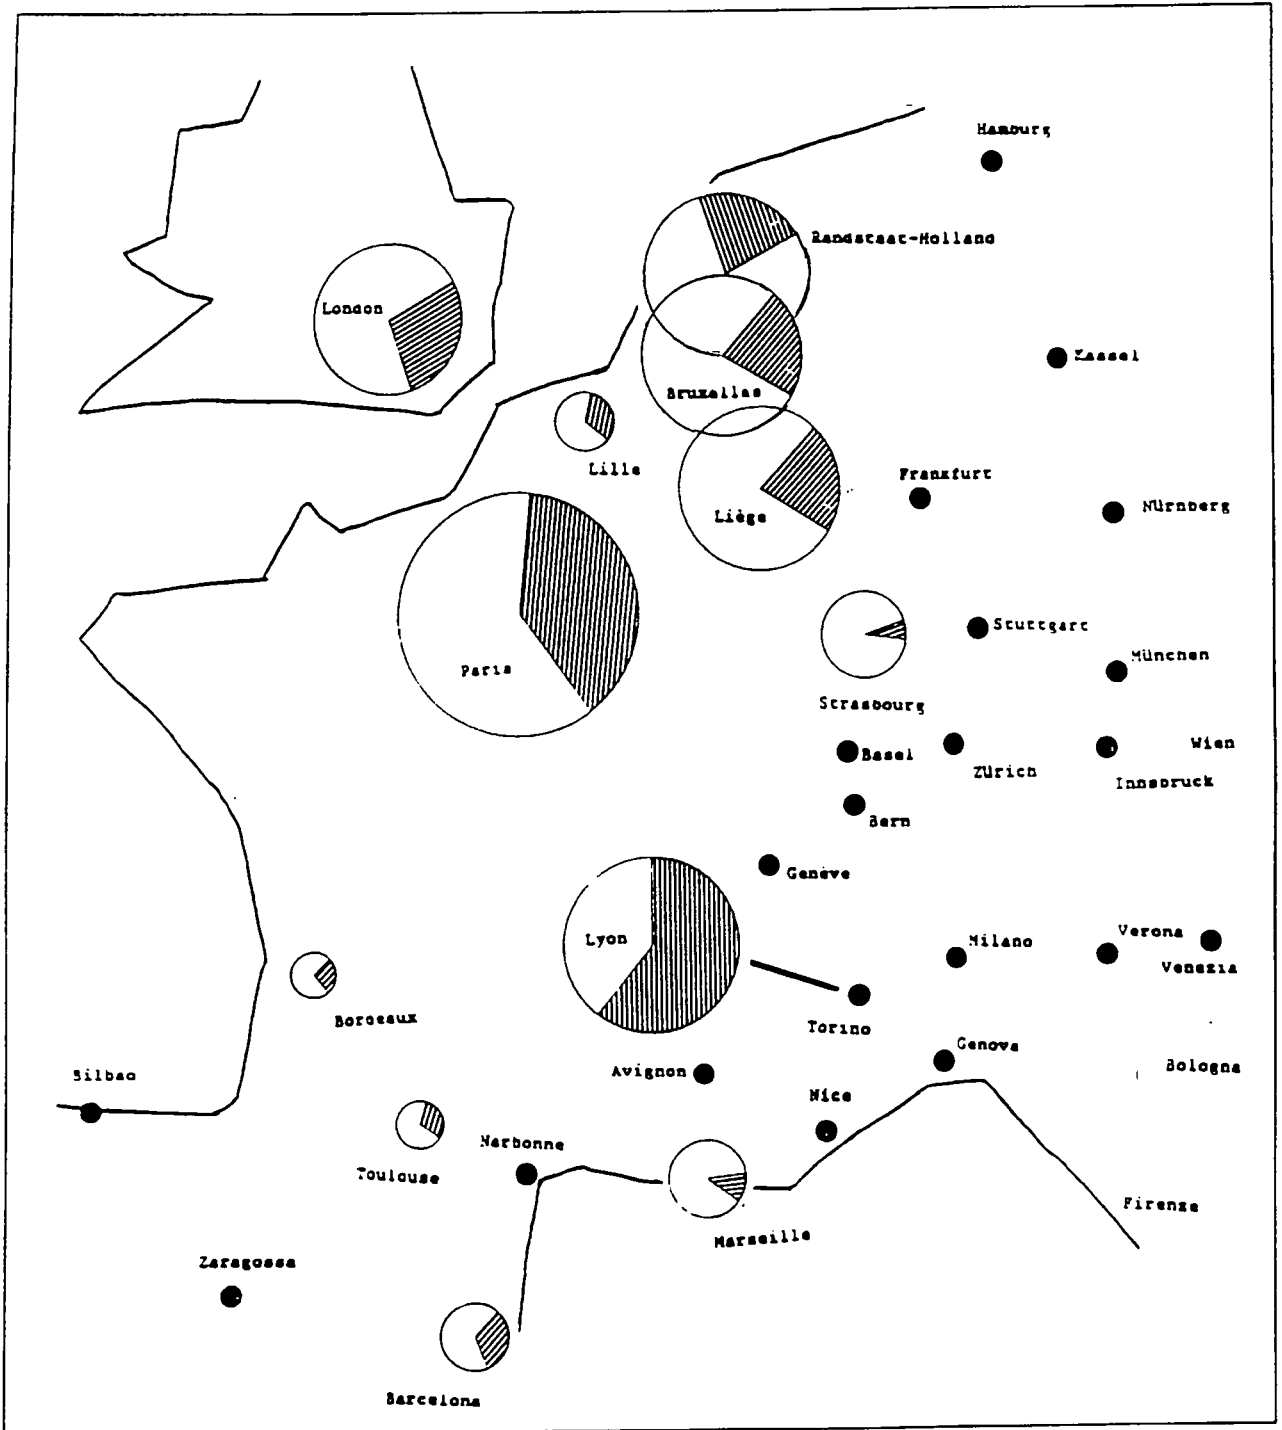 Hamburg
Randstaat-Holland
London
Kassel
Bruxelles
Lille
Frankfurt
Liège
Nürnberg
Stuttgart
München
Paris
Strasbourg
Wien
Basel
Zürich
Innsbruck
Bern
Genève
Lyon
Milano
Verona
Venezia
Bordeaux
Torino
Genova
Avignon
Bologna
Bilbao
Nice
Narbonne
Toulouse
Firenze
Marseille
Zaragossa
Barcelona